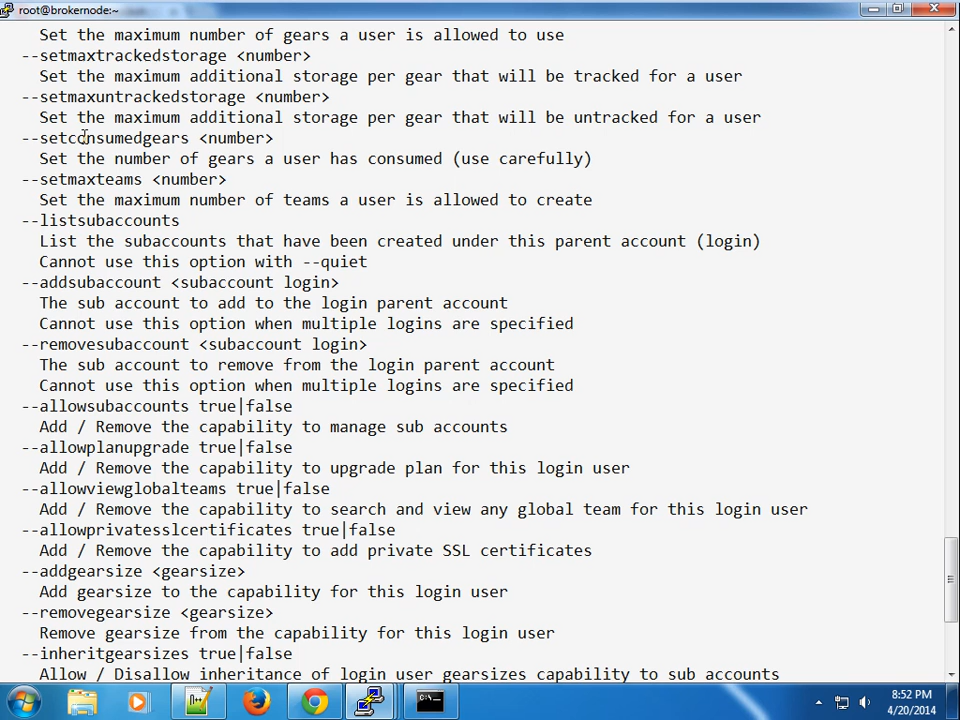 root@brokernode:~
Set the maximum number of gears a user is allowed to use
--setmaxtrackedstorage <number>
Set the maximum additional storage per gear that will be tracked for a user
--setmaxuntrackedstorage <number>
Set the maximum additional storage per gear that will be untracked for a user
--setconsumedgears <number>
Set the number of gears a user has consumed (use carefully)
--setmaxteams <number>
Set the maximum number of teams a user is allowed to create
--listsubaccounts
List the subaccounts that have been created under this parent account (login)
Cannot use this option with --quiet
--addsubaccount <subaccount login>
The sub account to add to the login parent account
Cannot use this option when multiple logins are specified
--removesubaccount <subaccount login>
The sub account to remove from the login parent account
Cannot use this option when multiple logins are specified
--allowsubaccounts true|false
Add / Remove the capability to manage sub accounts
--allowplanupgrade true|false
Add / Remove the capability to upgrade plan for this login user
--allowviewglobalteams true|false
Add / Remove the capability to search and view any global team for this login user
--allowprivatesslcertificates true|false
Add / Remove the capability to add private SSL certificates
--addgearsize <gearsize>
Add gearsize to the capability for this login user
--removegearsize <gearsize>
Remove gearsize from the capability for this login user
--inheritgearsizes true|false
Allow / Disallow inheritance of login user gearsizes capability to sub accounts
8:52 PM
4/20/2014